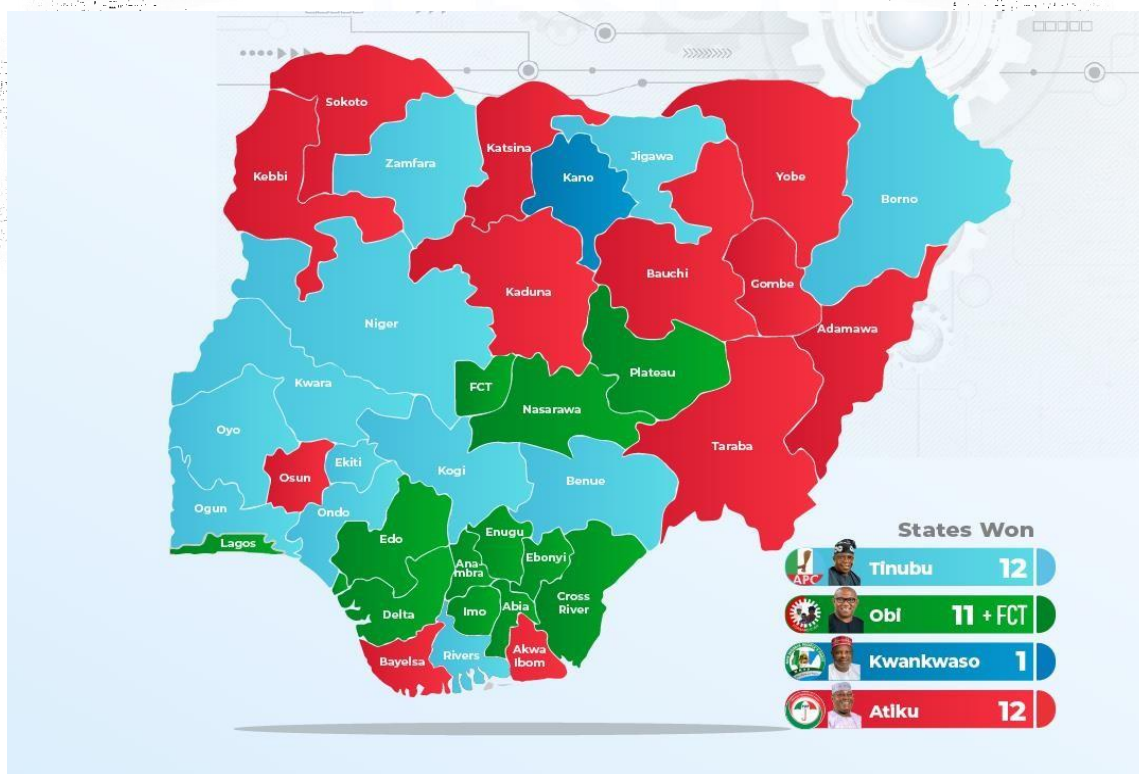 Sokoto
Katsina
Jigawa
Zamfara
Kebbi
Kano
Yobe
Borno
Bauchi
Gombe
Kaduna
Adamawa
Niger
Plateau
Kwara
FCT
Nasarawa
Oyo
Taraba
Ekiti
Kogi
Osun
Benue
Ogun
Ondo
Lagos
Edo
Enugu
Ebonyi
Ana
mbra
Cross
River
Delta
Imo
Abia
Bayelsa
Rivers
Akwa
Ibom
States Won
APC
Tinubu 12
Obi 11 + FCT
Kwankwaso 1
Atiku 12